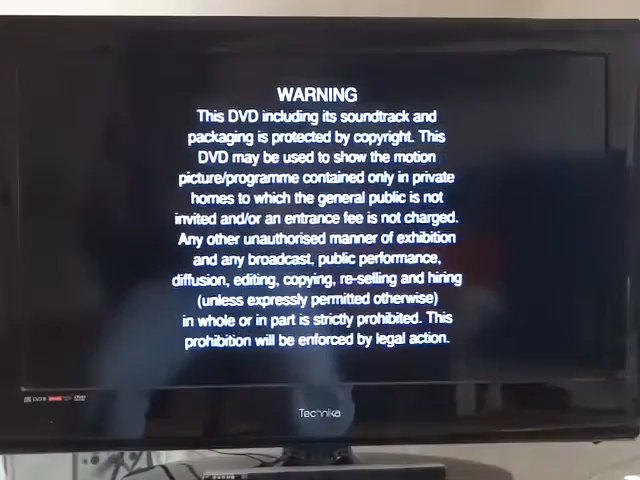 WARNING
This DVD including its soundtrack and
packaging is protected by copyright. This
DVD may be used to show the motion
picture/programme contained only in private
homes to which the general public is not
invited and/or an entrance fee is not charged.
Any other unauthorised manner of exhibition
and any broadcast, public performance,
diffusion, editing, copying, re-selling and hiring
(unless expressly permitted otherwise)
in whole or in part is strictly prohibited. This
prohibition will be enforced by legal action.
Technika